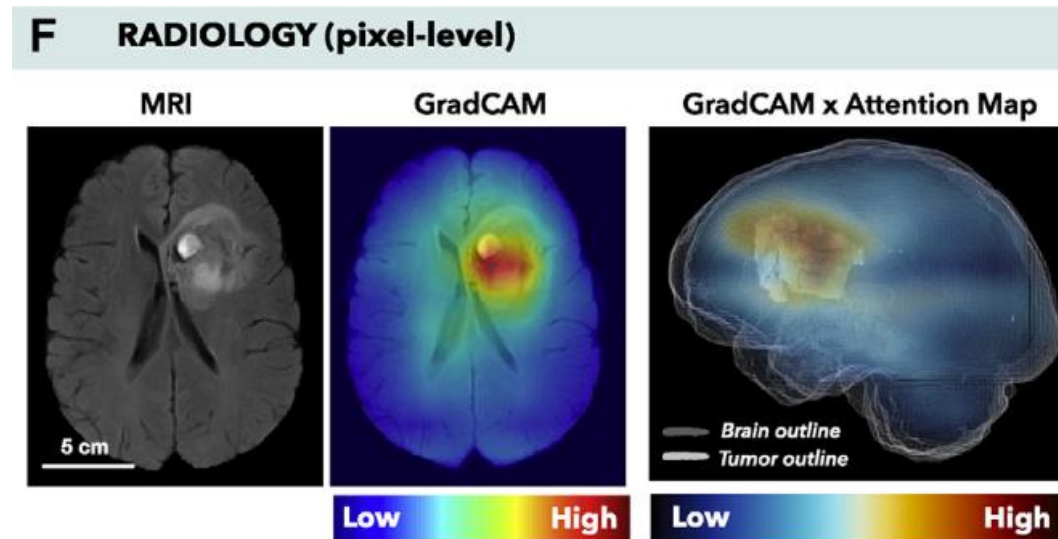 F RADIOLOGY (pixel-level)
MRI
GradCAM
GradCAM x Attention Map
5 cm
Brain outline
Tumor outline
Low High
Low High